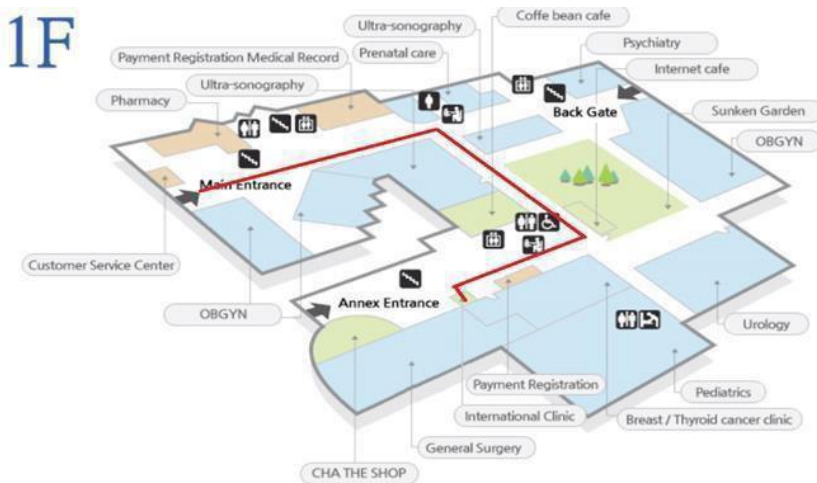 1F
Coffe bean cafe
Ultra-sonography
Psychiatry
Payment Registration Medical Record
Prenatal care
Internet cafe
Ultra-sonography
Pharmacy
Back Gate
Sunken Garden
OBGYN
Main Entrance
Customer Service Center
Annex Entrance
OBGYN
Urology
Payment Registration
Pediatrics
International Clinic
Breast / Thyroid cancer clinic
General Surgery
CHA THE SHOP